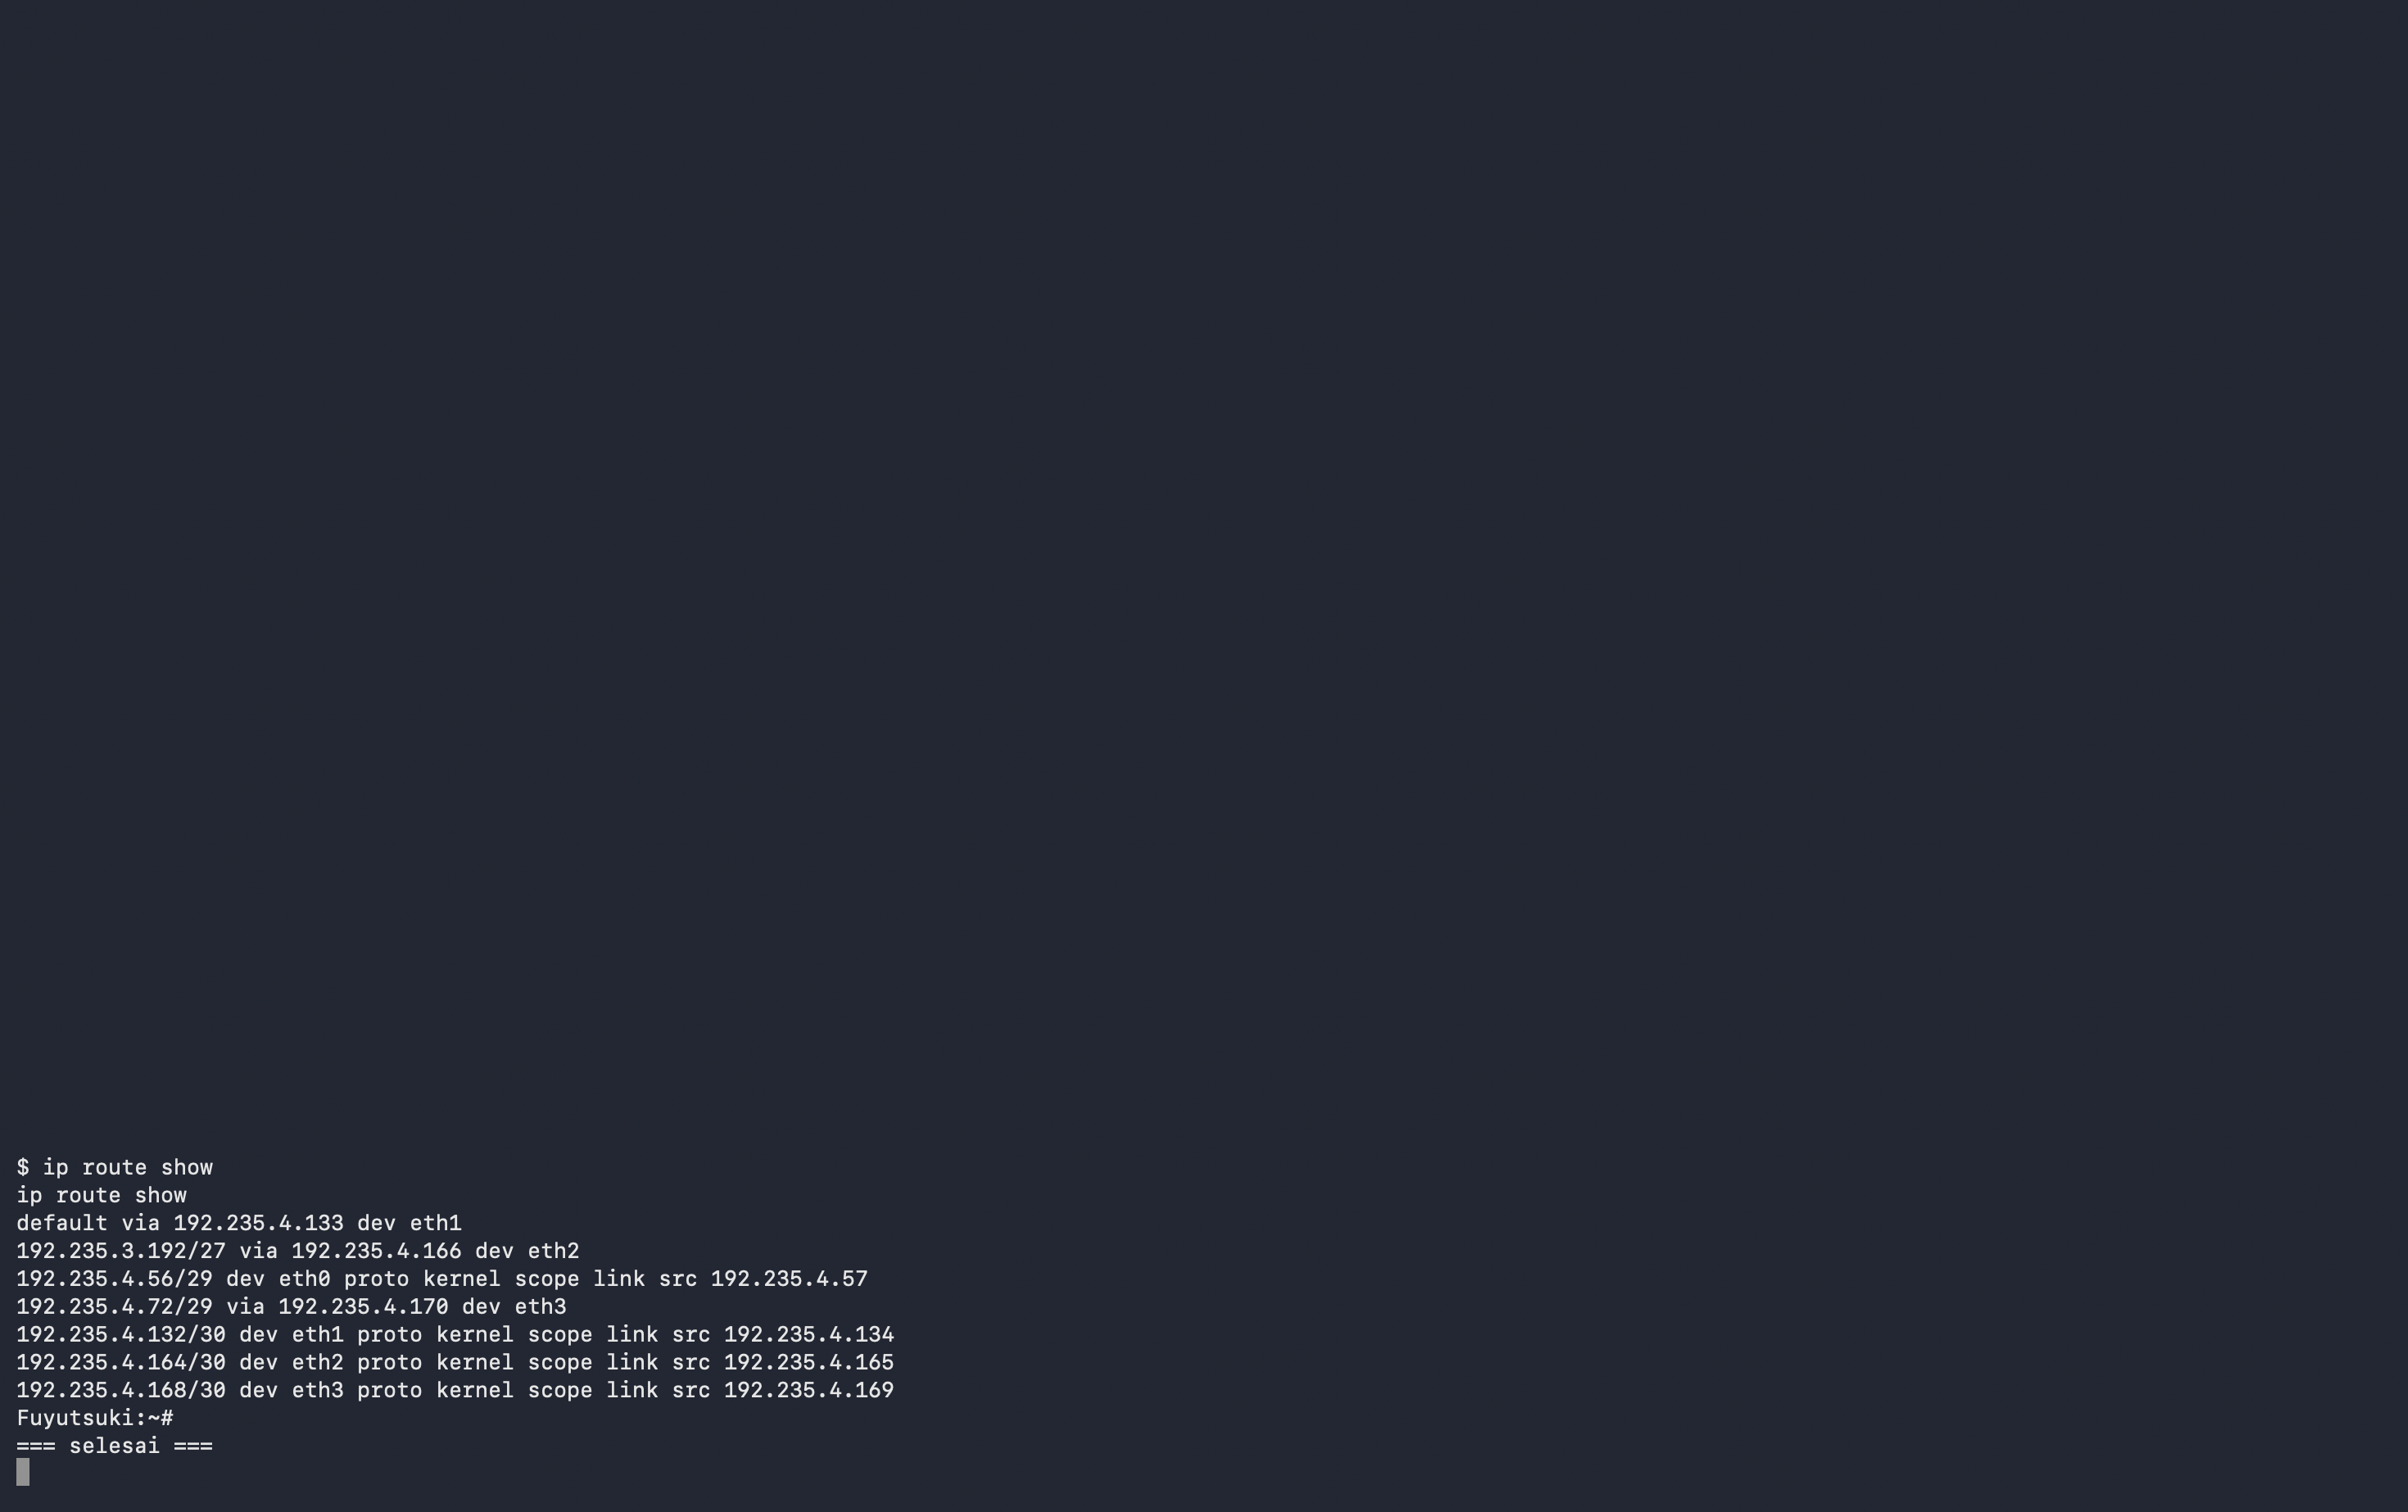 $ ip route show
ip route show
default via 192.235.4.133 dev eth1
192.235.3.192/27 via 192.235.4.166 dev eth2
192.235.4.56/29 dev eth0 proto kernel scope link src 192.235.4.57
192.235.4.72/29 via 192.235.4.170 dev eth3
192.235.4.132/30 dev eth1 proto kernel scope link src 192.235.4.134
192.235.4.164/30 dev eth2 proto kernel scope link src 192.235.4.165
192.235.4.168/30 dev eth3 proto kernel scope link src 192.235.4.169
Fuyutsuki:~#
=== selesai ===